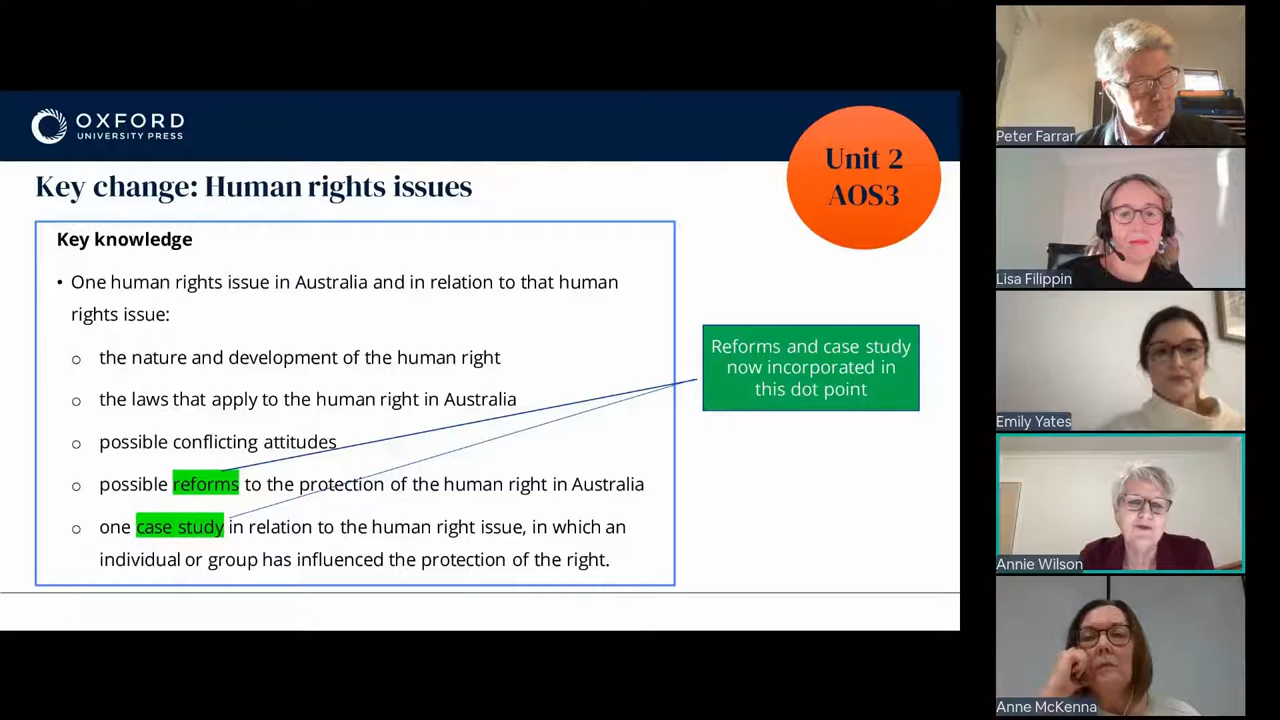 OXFORD
UNIVERSITY PRESS
Unit 2
AOS3
Key change: Human rights issues
Key knowledge
• One human rights issue in Australia and in relation to that human
rights issue:
o the nature and development of the human right
o the laws that apply to the human right in Australia
o possible conflicting attitudes
o possible reforms to the protection of the human right in Australia
o one case study in relation to the human right issue, in which an
individual or group has influenced the protection of the right.
Reforms and case study
now incorporated in
this dot point
Peter Farrar
Lisa Filippin
Emily Yates
Annie Wilson
Anne McKenna